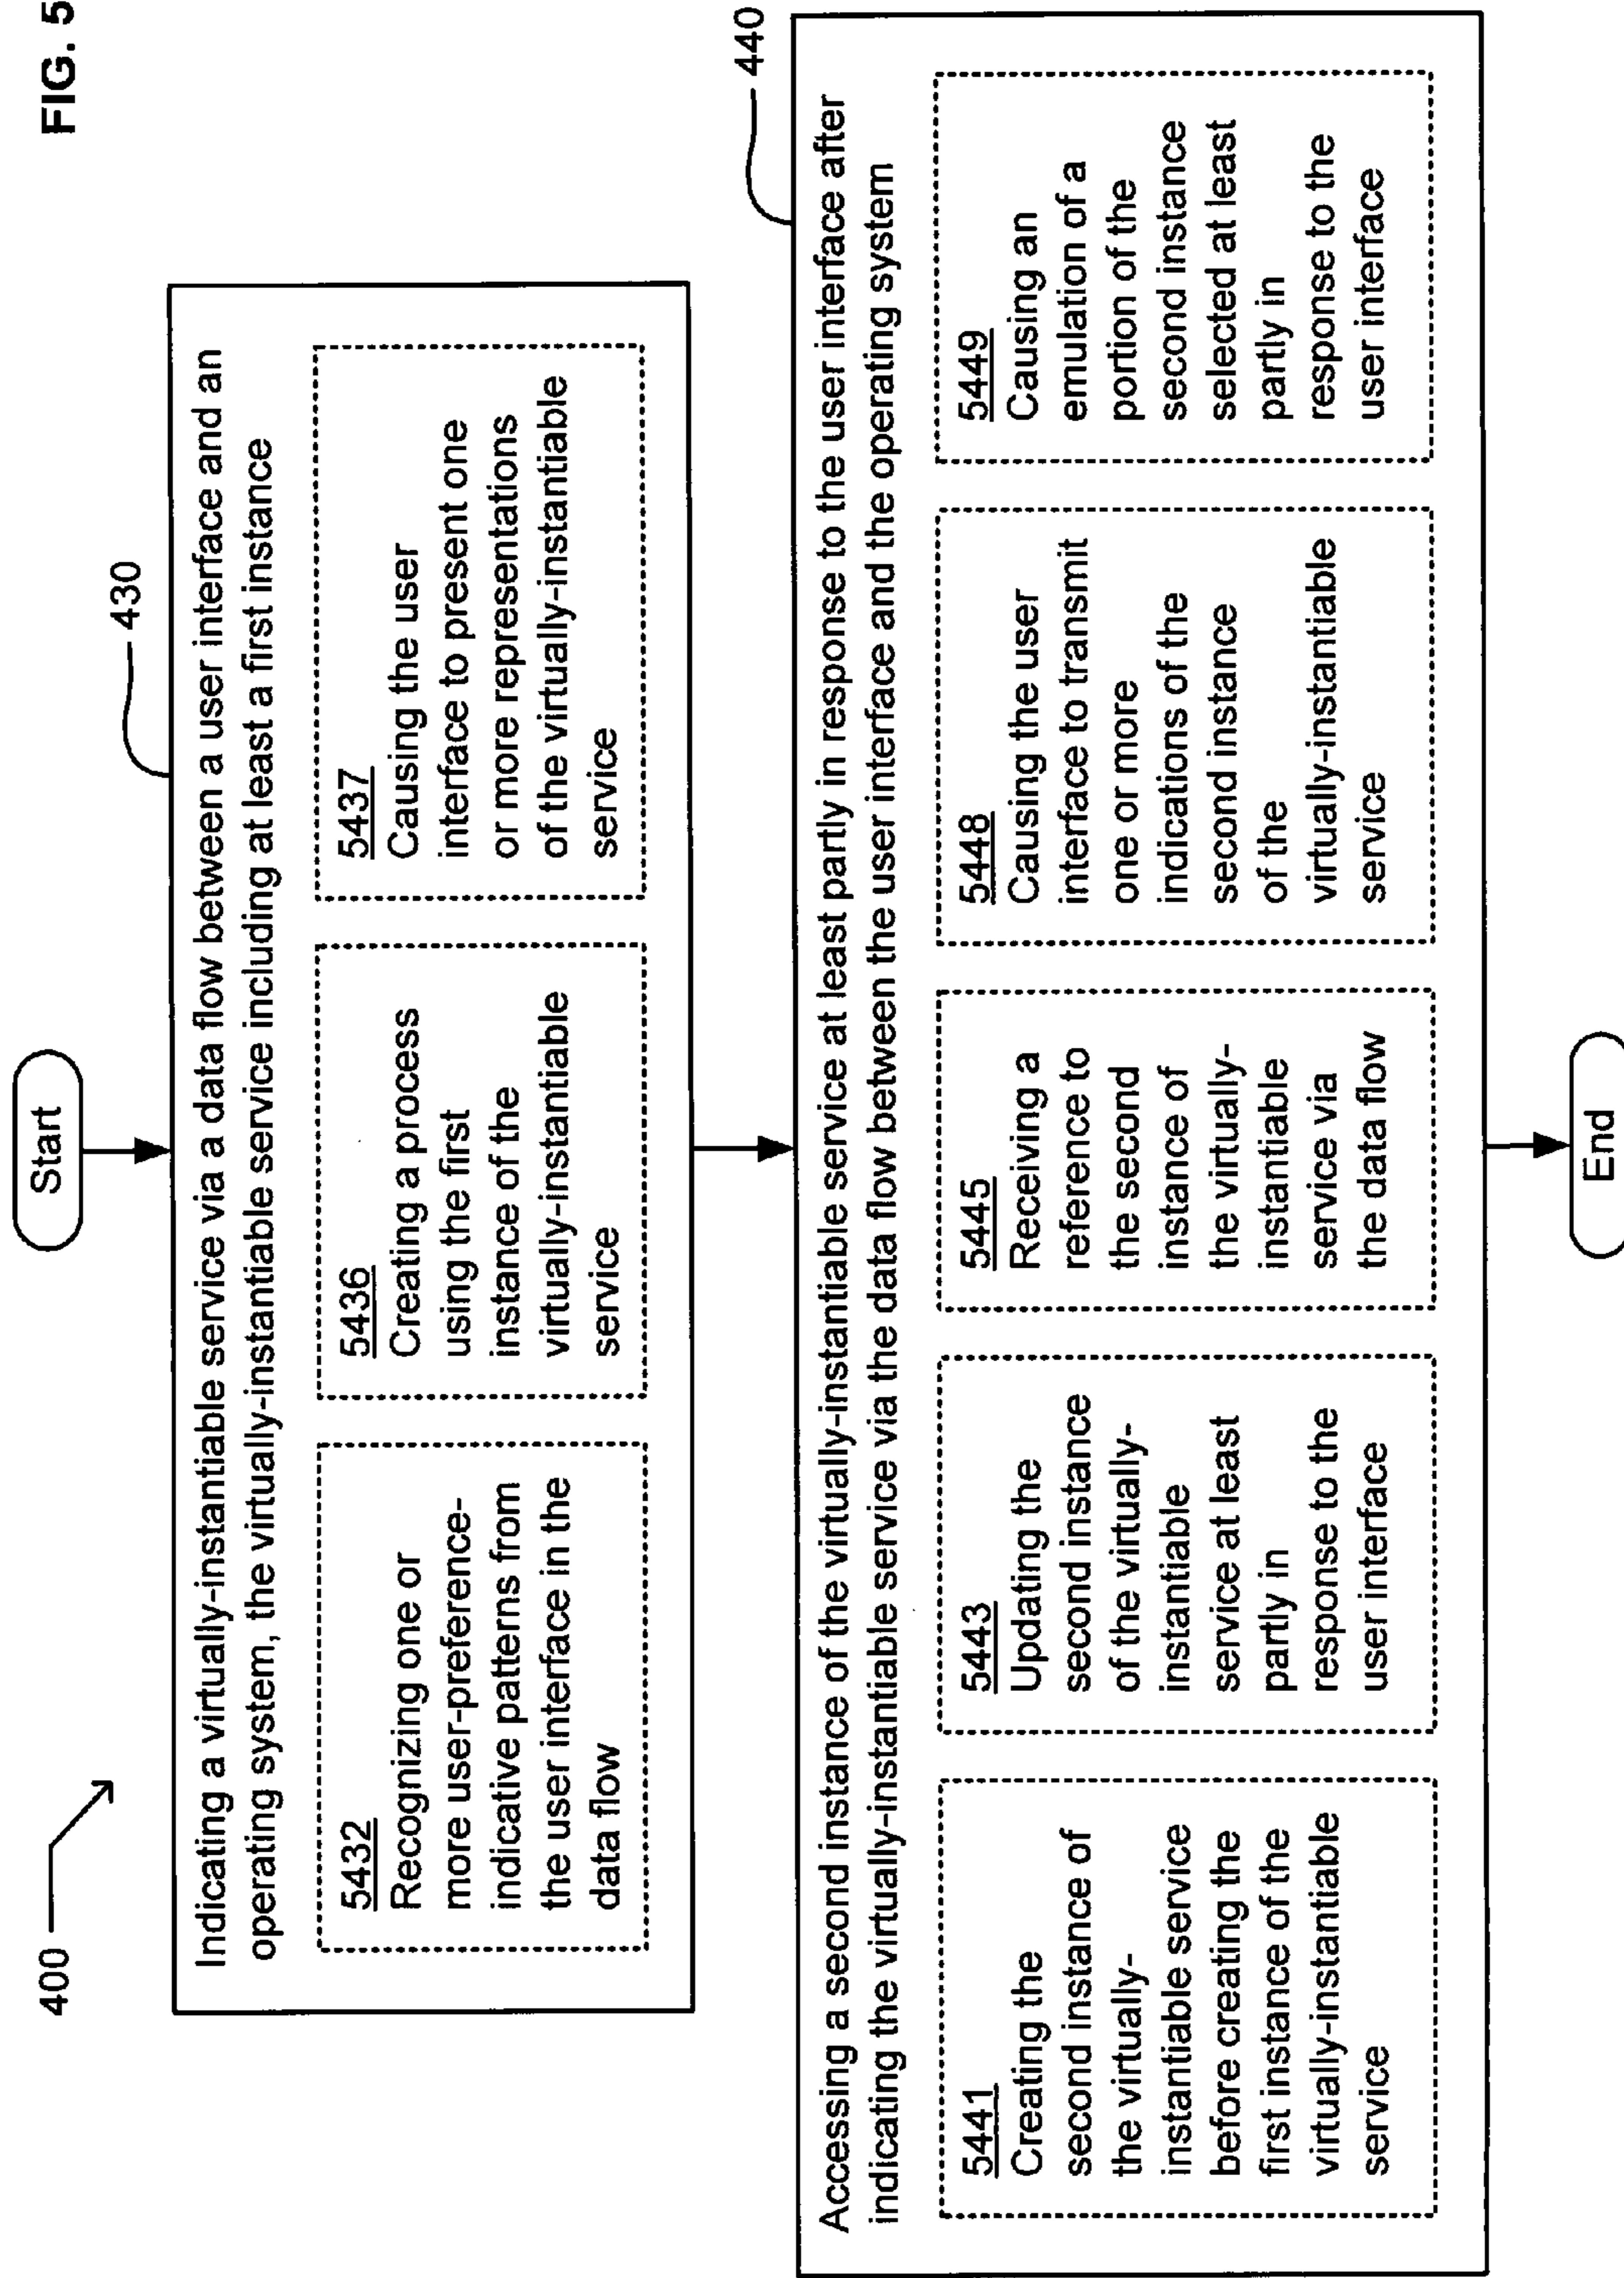 FIG. 5
400
Start
430
Indicating a virtually-instantiable service via a data flow between a user interface and an
operating system, the virtually-instantiable service including at least a first instance
5432
Recognizing one or
more user-preference-
indicative patterns from
the user interface in the
data flow
5436
Creating a process
using the first
instance of the
virtually-instantiable
service
5437
Causing the user
interface to present one
or more representations
of the virtually-instantiable
service
440
Accessing a second instance of the virtually-instantiable service at least partly in response to the user interface after
indicating the virtually-instantiable service via the data flow between the user interface and the operating system
5441
Creating the
second instance of
the virtually-
instantiable service
before creating the
first instance of the
virtually-instantiable
service
5443
Updating the
second instance
of the virtually-
instantiable
service at least
partly in
response to the
user interface
5445
Receiving a
reference to
the second
instance of
the virtually-
instantiable
service via
the data flow
5448
Causing the user
interface to transmit
one or more
indications of the
second instance
of the
virtually-instantiable
service
5449
Causing an
emulation of a
portion of the
second instance
selected at least
partly in
response to the
user interface
End